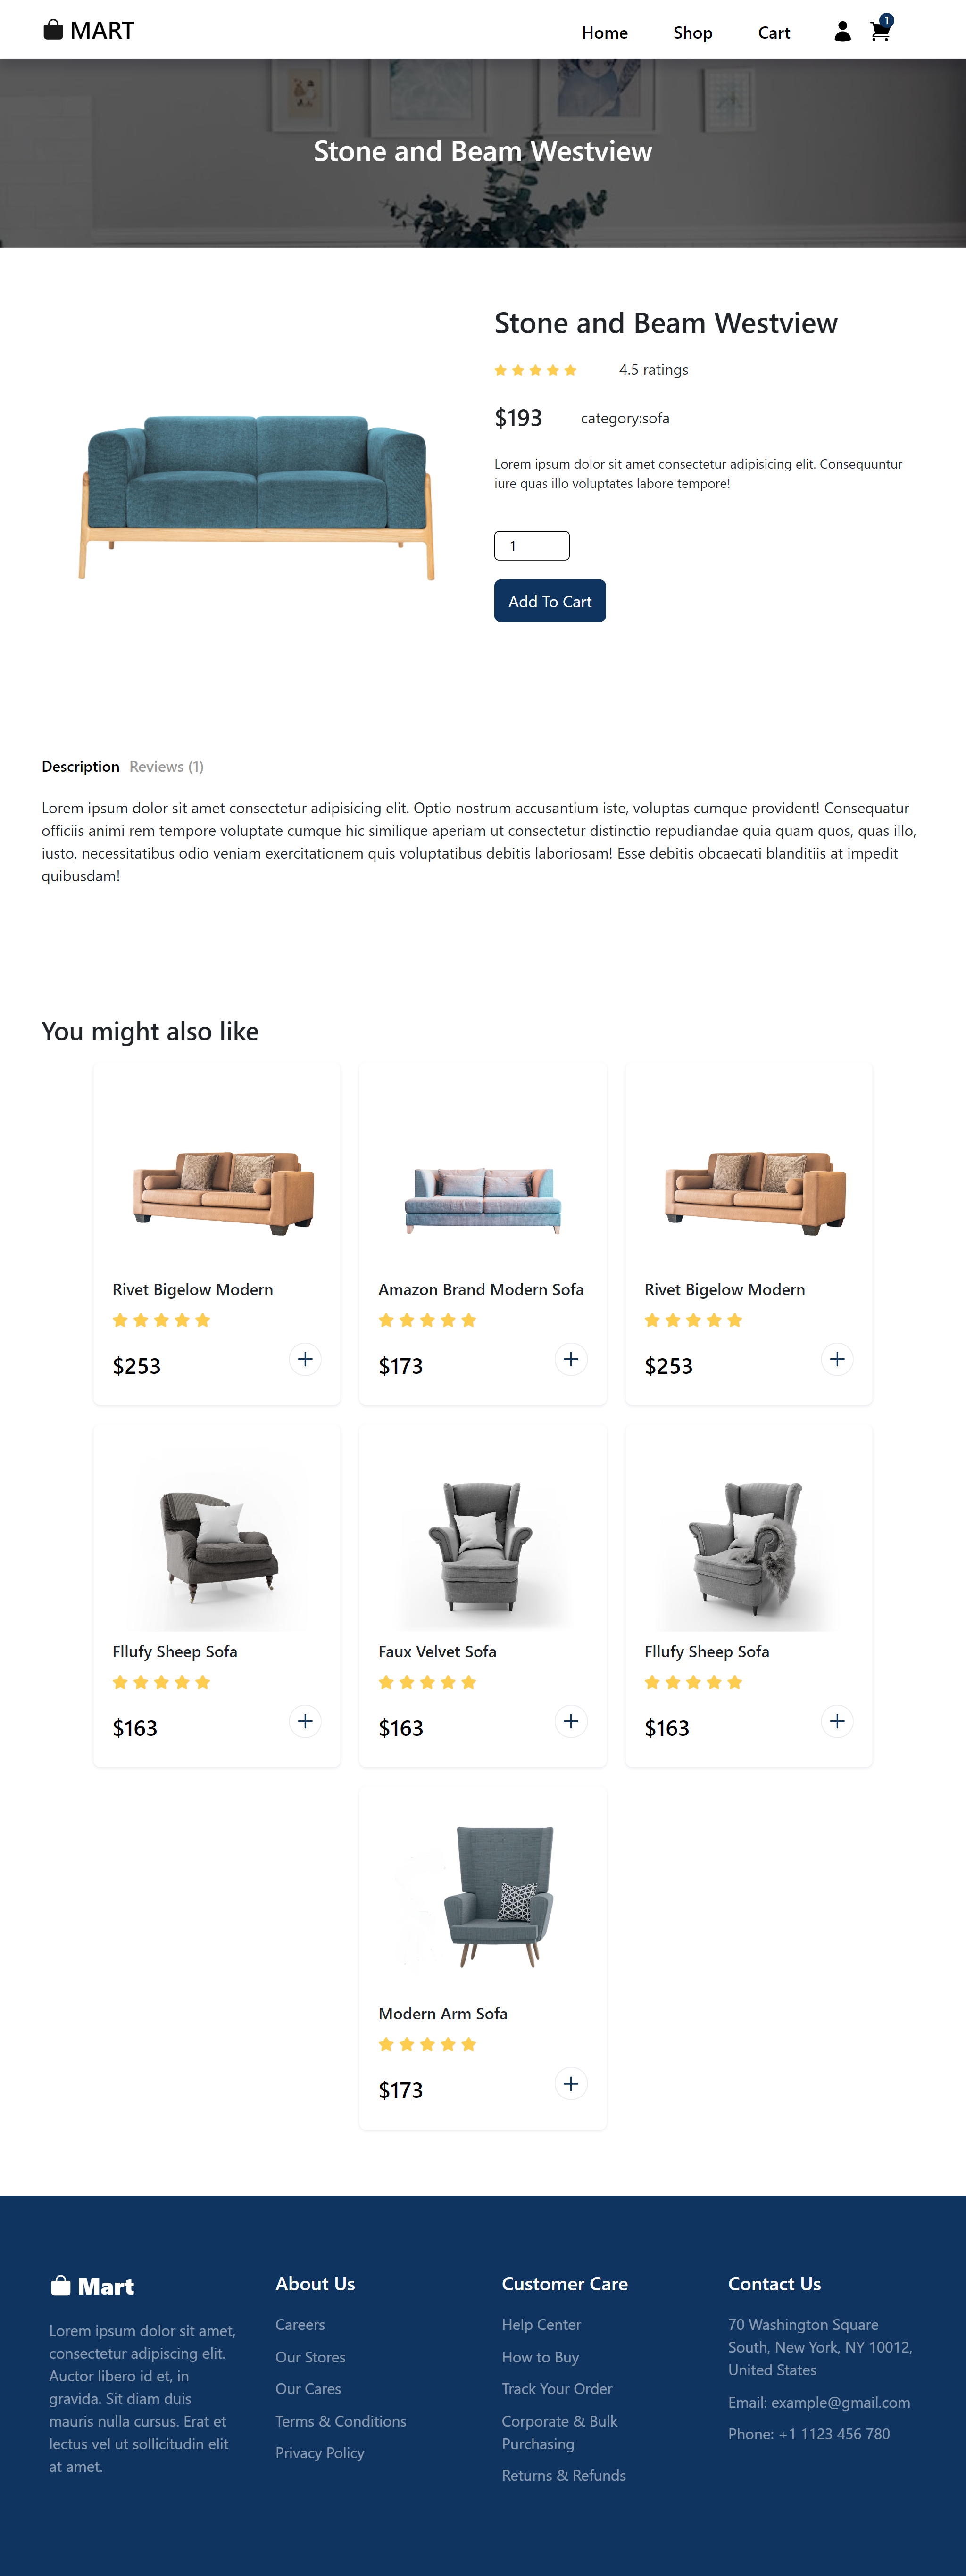 MART
Home
Shop
Cart
1
Stone and Beam Westview
Stone and Beam Westview
4.5 ratings
$193
category:sofa
Lorem ipsum dolor sit amet consectetur adipisicing elit. Consequuntur
iure quas illo voluptates labore tempore!
1
Add To Cart
Description Reviews (1)
Lorem ipsum dolor sit amet consectetur adipisicing elit. Optio nostrum accusantium iste, voluptas cumque provident! Consequatur
officiis animi rem tempore voluptate cumque hic similique aperiam ut consectetur distinctio repudiandae quia quam quos, quas illo,
iusto, necessitatibus odio veniam exercitationem quis voluptatibus debitis laboriosam! Esse debitis obcaecati blanditiis at impedit
quibusdam!
You might also like
Rivet Bigelow Modern
$253
Amazon Brand Modern Sofa
$173
Rivet Bigelow Modern
$253
Fllufy Sheep Sofa
$163
Faux Velvet Sofa
$163
Fllufy Sheep Sofa
$163
Modern Arm Sofa
$173
Mart
Lorem ipsum dolor sit amet,
consectetur adipiscing elit.
Auctor libero id et, in
gravida. Sit diam duis
mauris nulla cursus. Erat et
lectus vel ut sollicitudin elit
at amet.
About Us
Careers
Our Stores
Our Cares
Terms & Conditions
Privacy Policy
Customer Care
Help Center
How to Buy
Track Your Order
Corporate & Bulk
Purchasing
Returns & Refunds
Contact Us
70 Washington Square
South, New York, NY 10012,
United States
Email: example@gmail.com
Phone: +1 1123 456 780